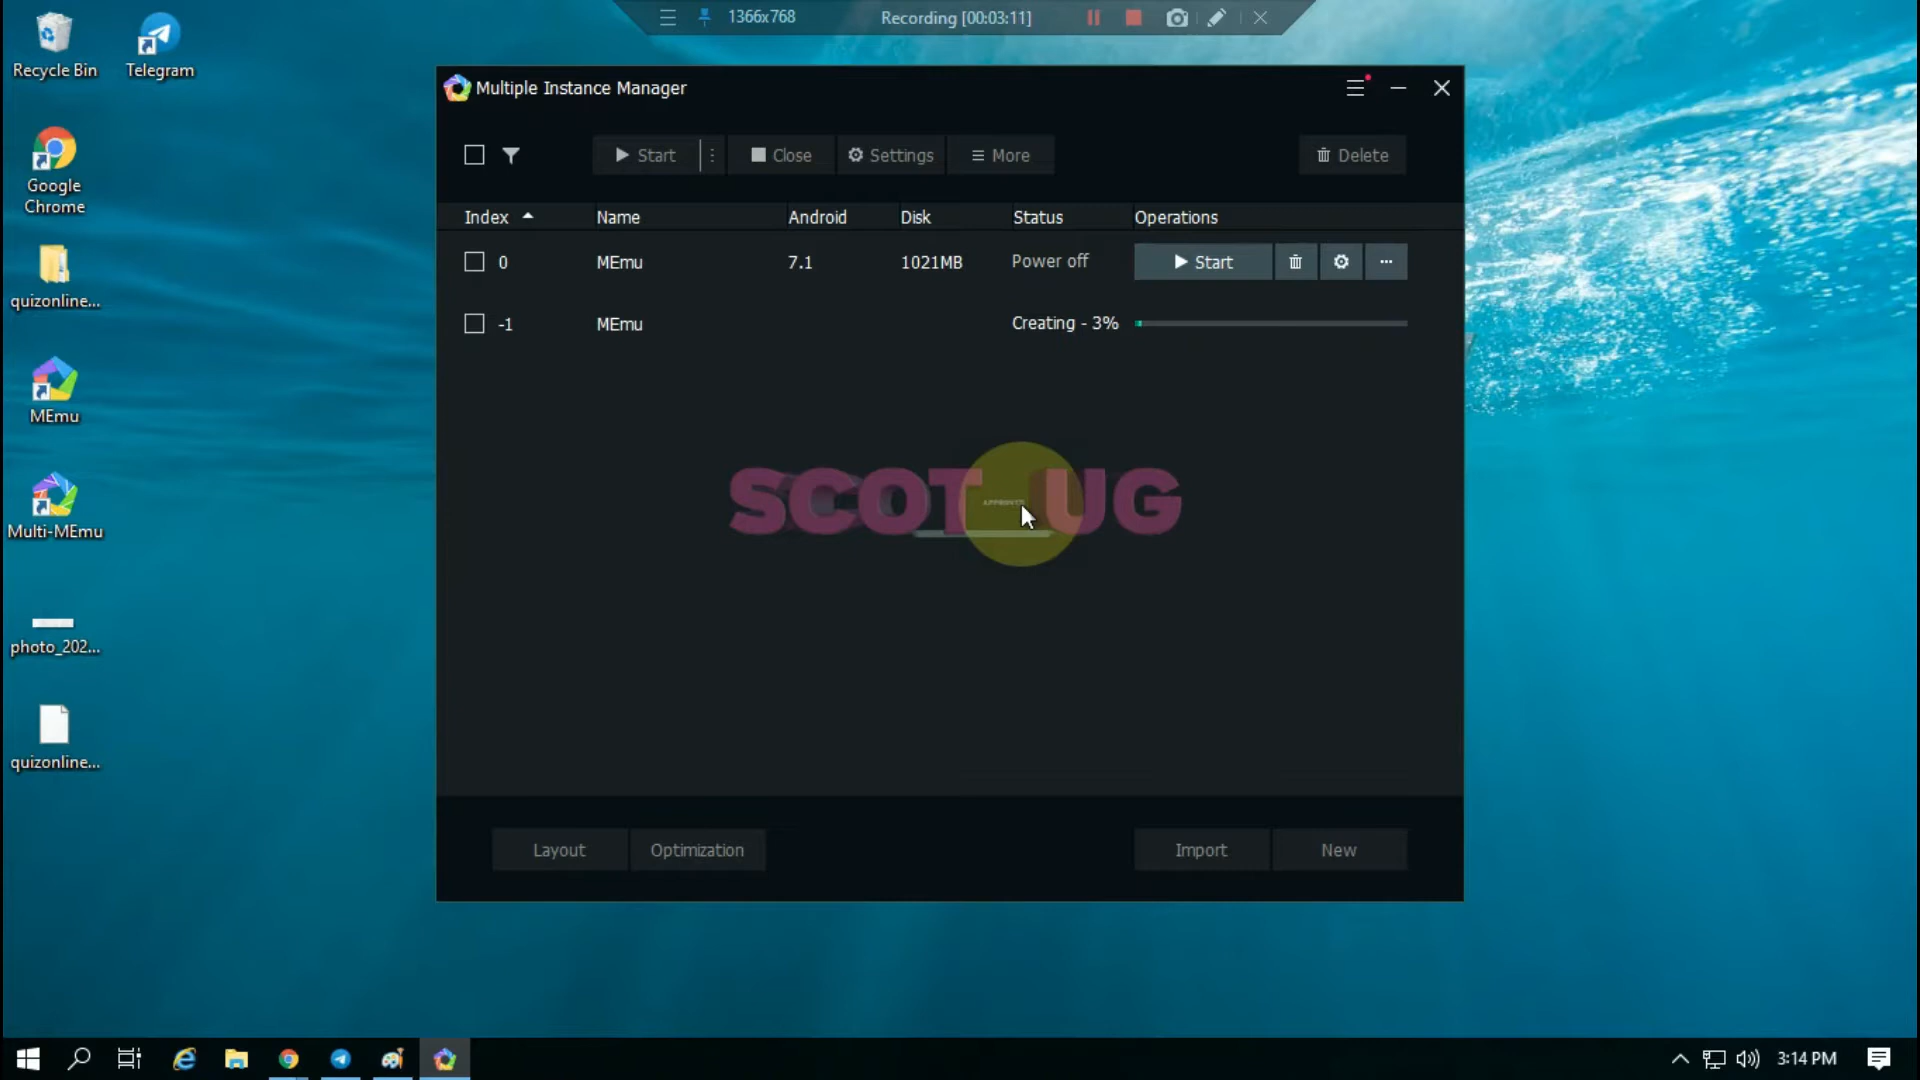 1366x768 Recording [00:03:11]
Recycle Bin
Telegram
Google
Chrome
quizonline...
MEmu
Multi-MEmu
photo_202...
quizonline...
Multiple Instance Manager
Start Close Settings More Delete
Index Name Android Disk Status Operations
0 MEmu 7.1 1021MB Power off Start
-1 MEmu Creating - 3%
SCOT UG
Layout Optimization Import New
3:14 PM